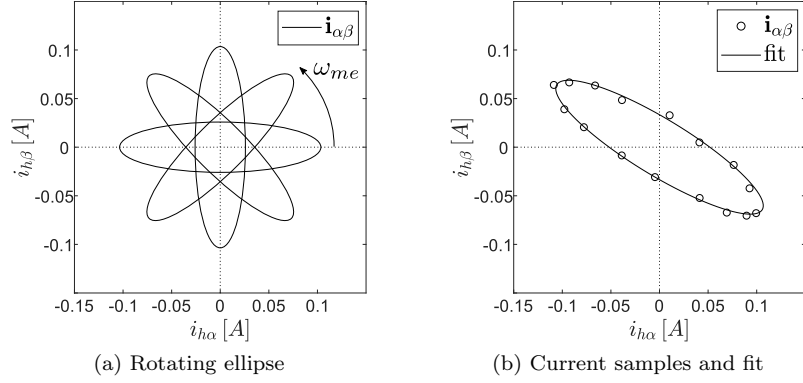 i_{αβ}
ω_{me}
0.1
0.05
0
-0.05
-0.1
-0.15 -0.1 -0.05 0 0.05 0.1
i_{hβ} [A]
i_{hα} [A]
(a) Rotating ellipse
i_{αβ}
fit
0.1
0.05
0
-0.05
-0.1
-0.15 -0.1 -0.05 0 0.05 0.1
i_{hβ} [A]
i_{hα} [A]
(b) Current samples and fit